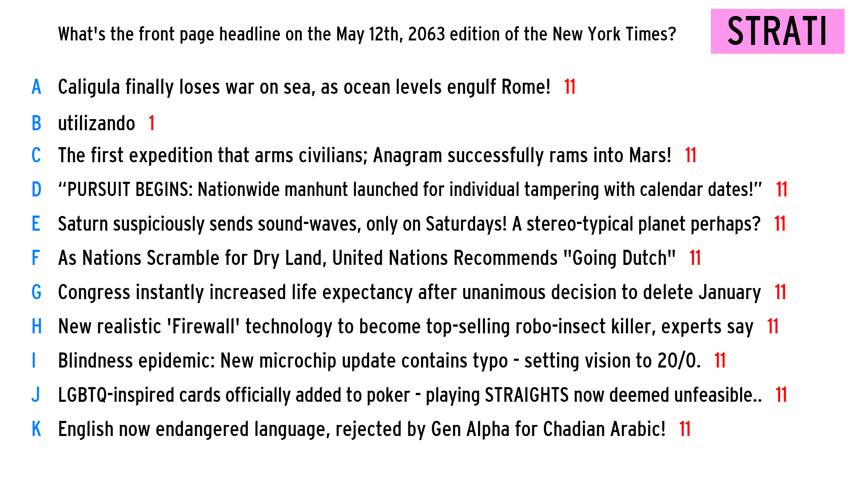 What's the front page headline on the May 12th, 2063 edition of the New York Times?
STRATI
A Caligula finally loses war on sea, as ocean levels engulf Rome! 11
B utilizando 1
C The first expedition that arms civilians; Anagram successfully rams into Mars! 11
D “PURSUIT BEGINS: Nationwide manhunt launched for individual tampering with calendar dates!” 11
E Saturn suspiciously sends sound-waves, only on Saturdays! A stereo-typical planet perhaps? 11
F As Nations Scramble for Dry Land, United Nations Recommends "Going Dutch" 11
G Congress instantly increased life expectancy after unanimous decision to delete January 11
H New realistic 'Firewall' technology to become top-selling robo-insect killer, experts say 11
I Blindness epidemic: New microchip update contains typo - setting vision to 20/0. 11
J LGBTQ-inspired cards officially added to poker - playing STRAIGHTS now deemed unfeasible.. 11
K English now endangered language, rejected by Gen Alpha for Chadian Arabic! 11